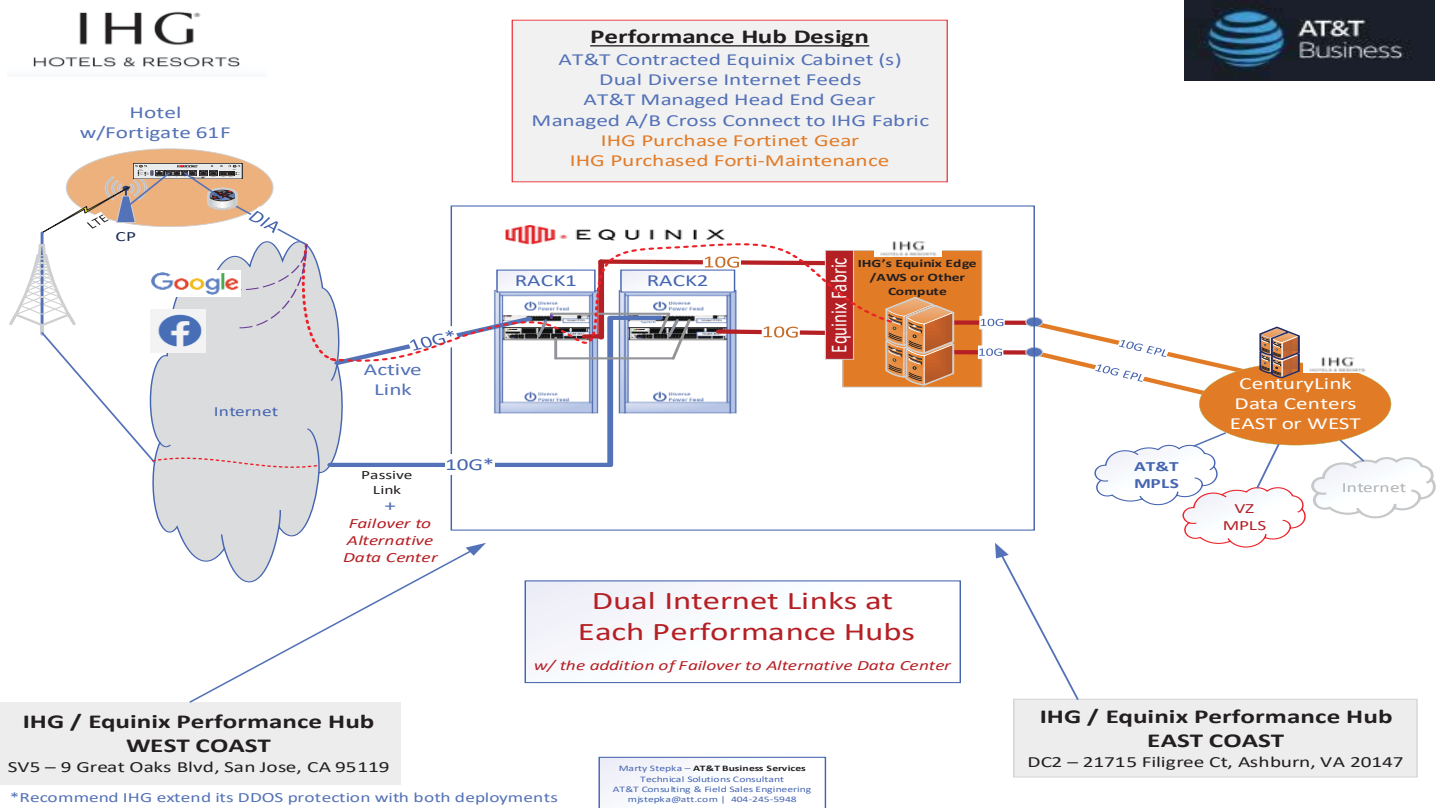 IHG
HOTELS & RESORTS
Performance Hub Design
AT&T Contracted Equinix Cabinet (s)
Dual Diverse Internet Feeds
AT&T Managed Head End Gear
Managed A/B Cross Connect to IHG Fabric
IHG Purchase Fortinet Gear
IHG Purchased Forti-Maintenance
AT&T
Business
Hotel
w/Fortigate 61F
LTE
CP
DIA
Google
Internet
10G*
Active
Link
10G*
Passive
Link
+
Failover to
Alternative
Data Center
EQUINIX
RACK1
Diverse
Power Feed
Diverse
Power Feed
RACK2
Diverse
Power Feed
Diverse
Power Feed
10G
10G
Equinix Fabric
IHG
HOTELS & RESORTS
IHG's Equinix Edge
/AWS or Other
Compute
10G
10G
10G EPL
10G EPL
IHG
HOTELS & RESORTS
CenturyLink
Data Centers
EAST or WEST
AT&T
MPLS
VZ
MPLS
Internet
Dual Internet Links at
Each Performance Hubs
w/ the addition of Failover to Alternative Data Center
IHG / Equinix Performance Hub
WEST COAST
SV5 – 9 Great Oaks Blvd, San Jose, CA 95119
IHG / Equinix Performance Hub
EAST COAST
DC2 – 21715 Filigree Ct, Ashburn, VA 20147
*Recommend IHG extend its DDOS protection with both deployments
Marty Stepka – AT&T Business Services
Technical Solutions Consultant
AT&T Consulting & Field Sales Engineering
mjstepka@att.com | 404-245-5948